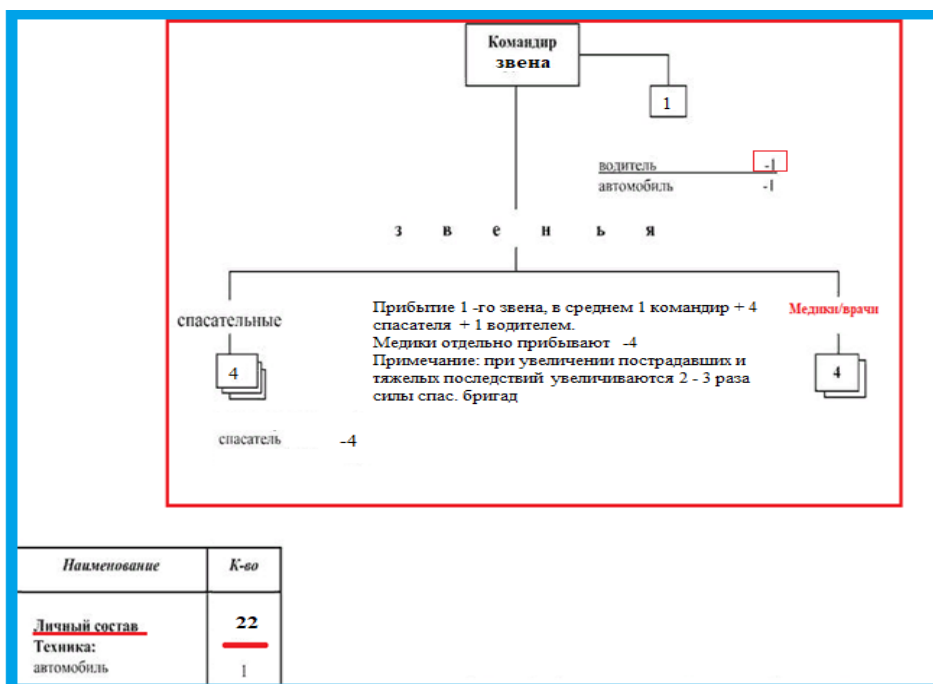 Командир
звена
1
водитель -1
автомобиль -1
з в е н ь я
спасательные
Прибытие 1 -го звена, в среднем 1 командир + 4
спасателя + 1 водителем.
Медики отдельно прибывают -4
Примечание: при увеличении пострадавших и
тяжелых последствий увеличиваются 2 - 3 раза
силы спас. бригад
Медики/врачи
4
4
спасатель -4
Наименование К-во
Личный состав 22
Техника:
автомобиль 1